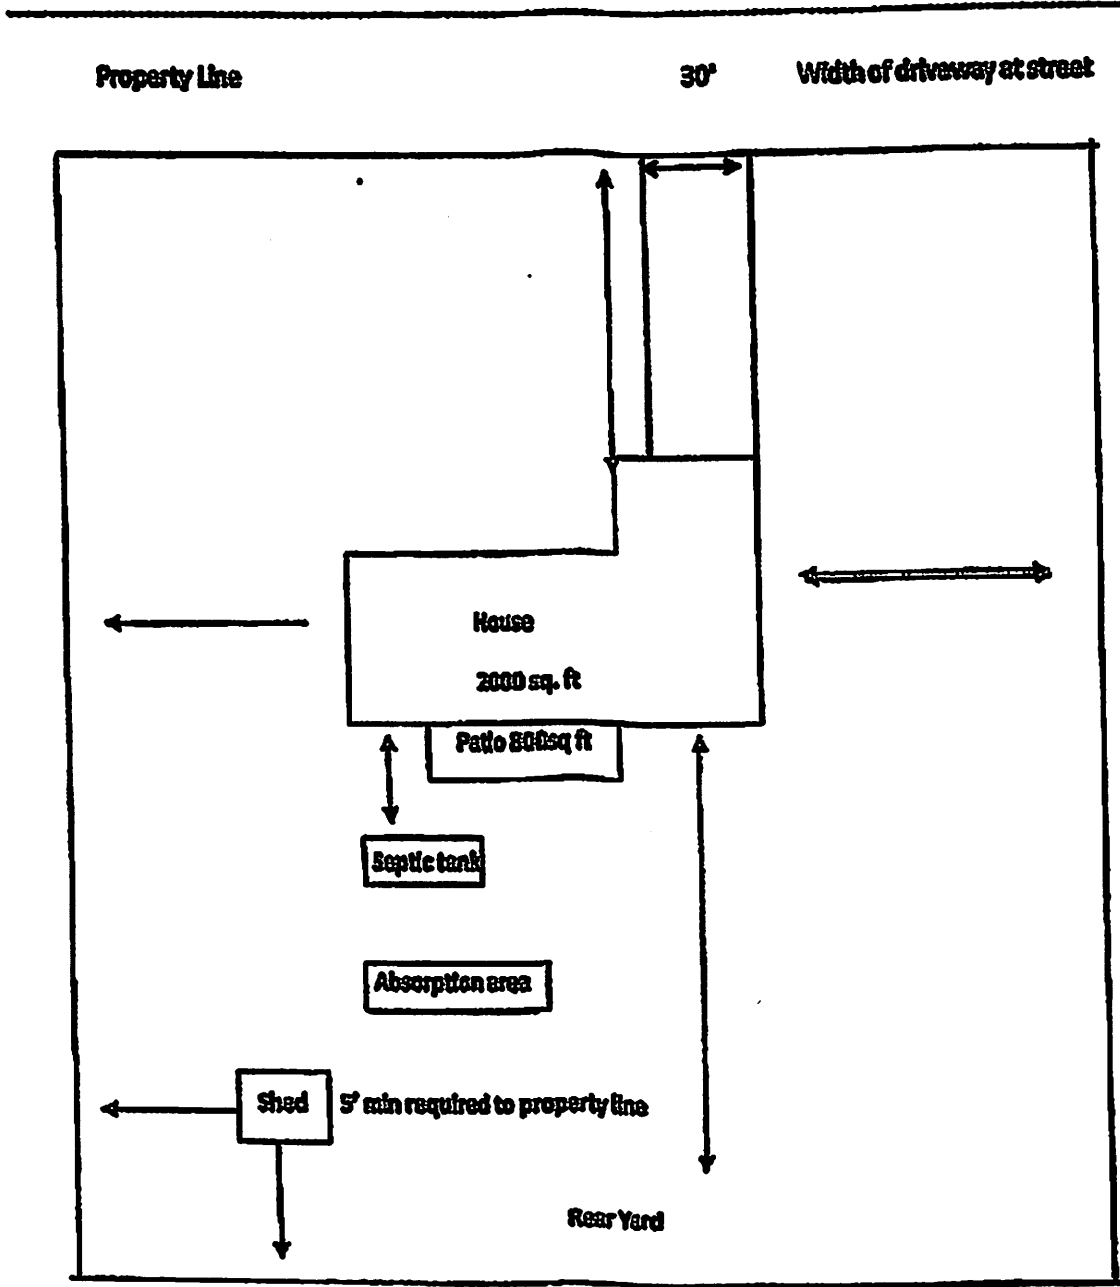 Property Line
30'
Width of driveway at street
House
2000 sq. ft
Patio 800sq ft
Septic tank
Absorption area
Shed
5' min required to property line
Rear Yard